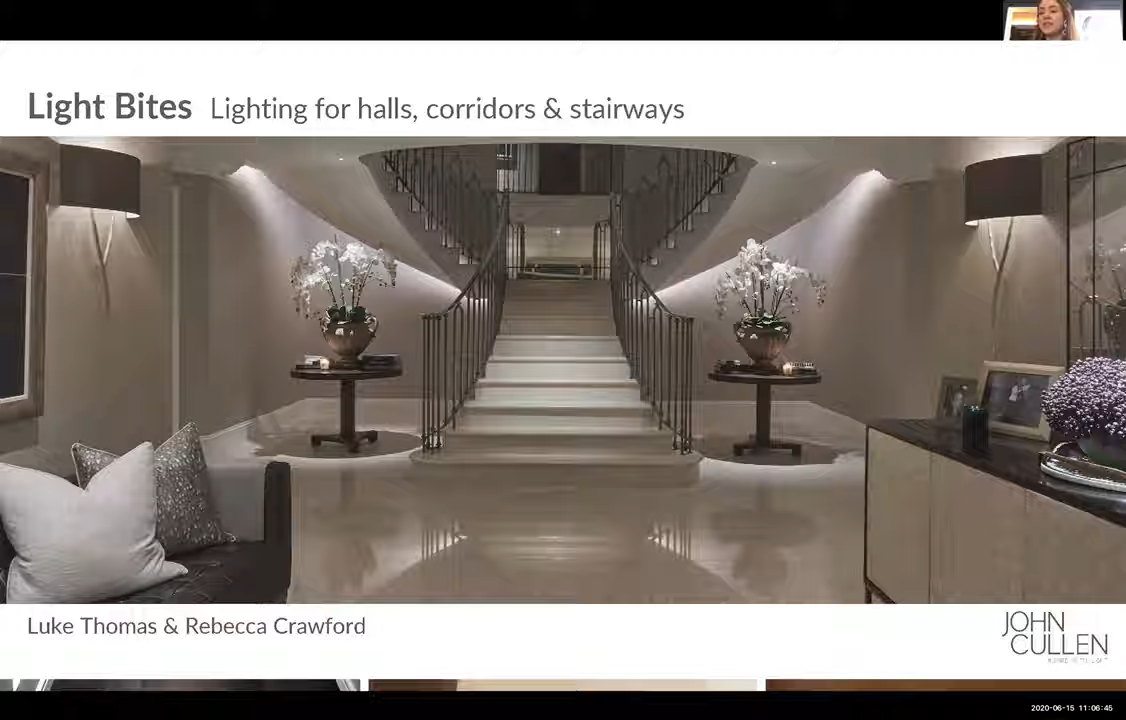 Light Bites Lighting for halls, corridors & stairways
Luke Thomas & Rebecca Crawford
JOHN
CULLEN
2020-06-15 11:06:45